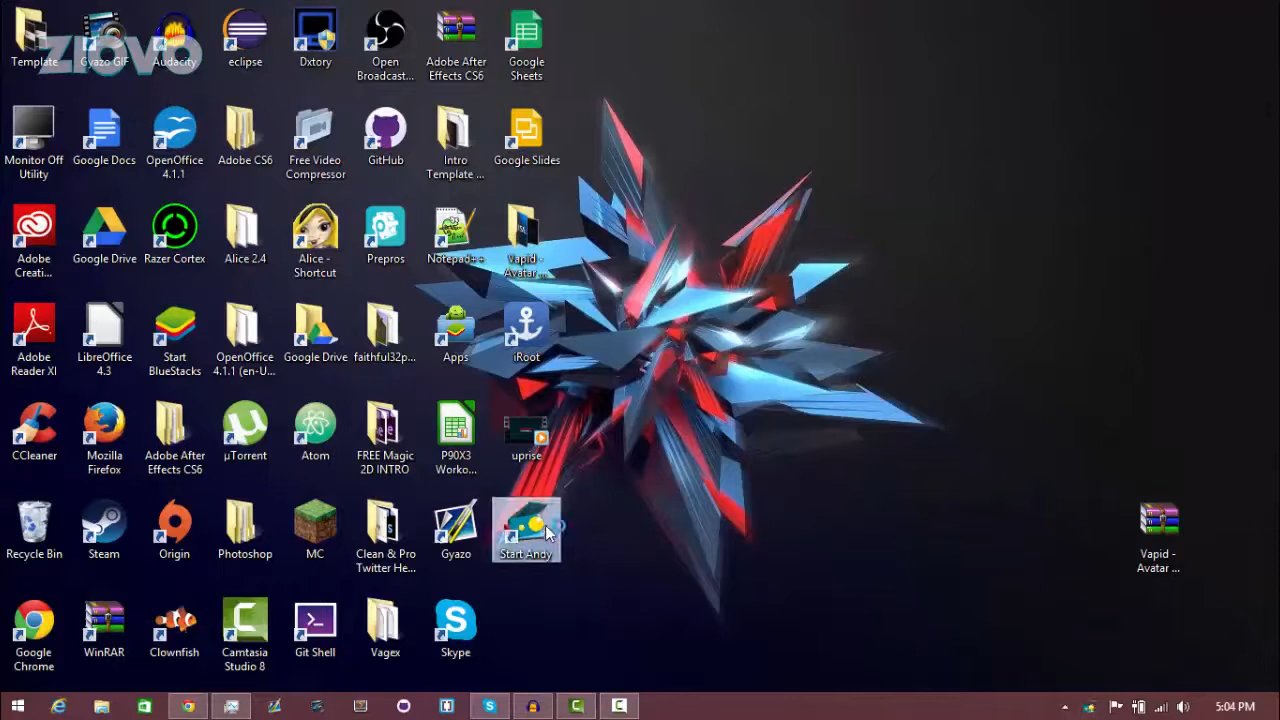 ziovo
Template
Gyazo GIF
Audacity
eclipse
Dxtory
Open
Broadcast...
Adobe After
Effects CS6
Google
Sheets
Monitor Off
Utility
Google Docs
OpenOffice
4.1.1
Adobe CS6
Free Video
Compressor
GitHub
Intro
Template ...
Google Slides
Adobe
Creati...
Google Drive
Razer Cortex
Alice 2.4
Alice -
Shortcut
Prepros
Notepad++
Vapid -
Avatar ...
Adobe
Reader XI
LibreOffice
4.3
Start
BlueStacks
OpenOffice
4.1.1 (en-U...
Google Drive
faithful32p...
Apps
iRoot
CCleaner
Mozilla
Firefox
Adobe After
Effects CS6
µTorrent
Atom
FREE Magic
2D INTRO
P90X3
Worko...
uprise
Recycle Bin
Steam
Origin
Photoshop
MC
Clean & Pro
Twitter He...
Gyazo
Start Andy
Vapid -
Avatar ...
Google
Chrome
WinRAR
Clownfish
Camtasia
Studio 8
Git Shell
Vagex
Skype
5:04 PM